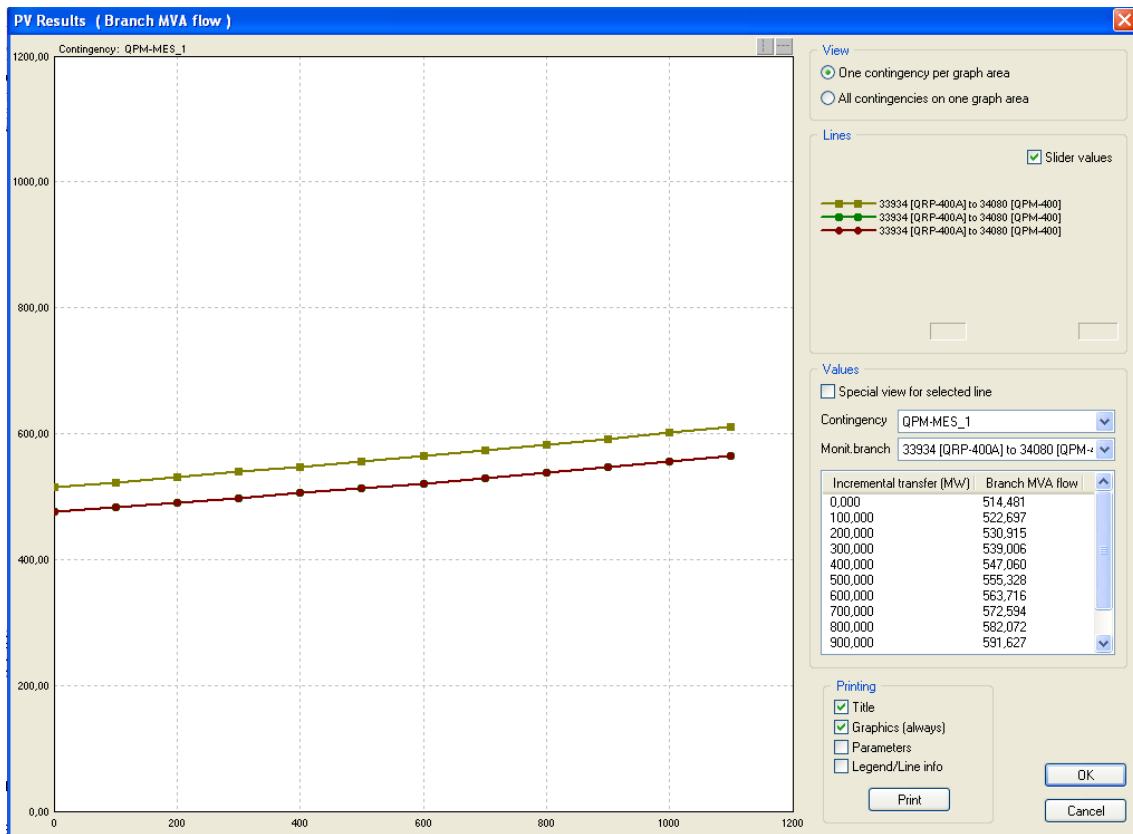 PV Results ( Branch MVA flow )
Contingency: QPM-MES_1
1200,00
1000,00
800,00
600,00
400,00
200,00
0,00
0 200 400 600 800 1000 1200
View
One contingency per graph area
All contingencies on one graph area
Lines
Slider values
33934 [QRP-400A] to 34080 [QPM-400]
33934 [QRP-400A] to 34080 [QPM-400]
33934 [QRP-400A] to 34080 [QPM-400]
Values
Special view for selected line
Contingency QPM-MES_1
Monit.branch 33934 [QRP-400A] to 34080 [QPM-4
Incremental transfer (MW) Branch MVA flow
0,000 514,481
100,000 522,697
200,000 530,915
300,000 539,006
400,000 547,060
500,000 555,328
600,000 563,716
700,000 572,594
800,000 582,072
900,000 591,627
Printing
Title
Graphics (always)
Parameters
Legend/Line info
Print
OK
Cancel